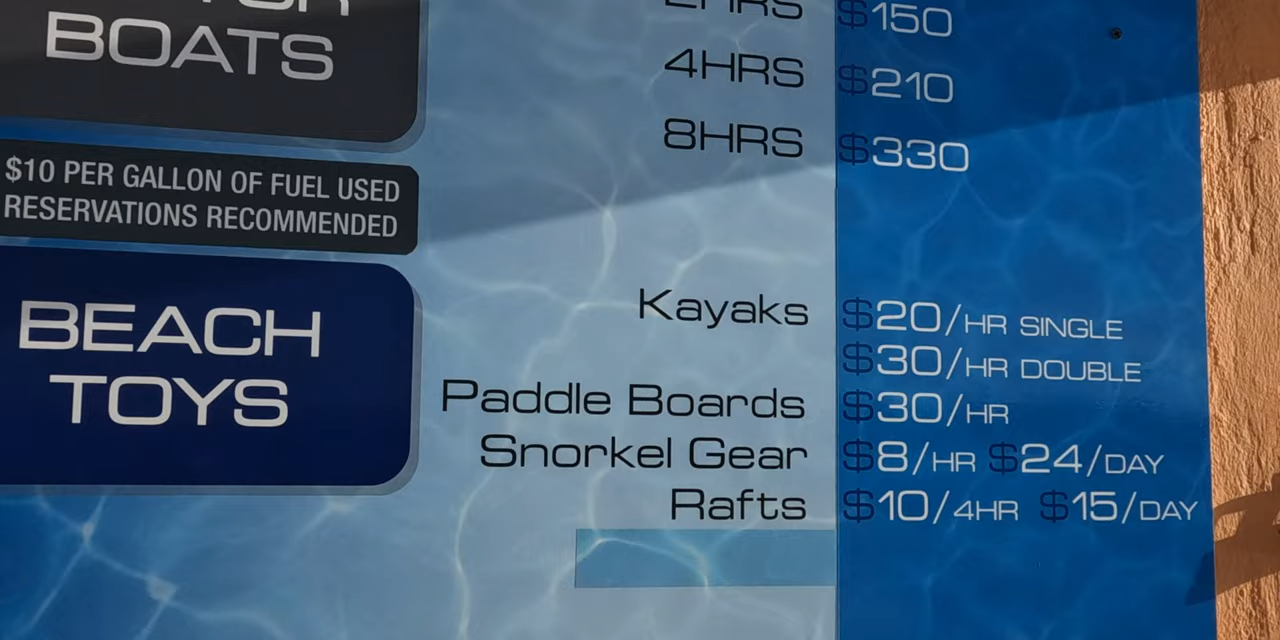 BOATS
2HRS $150
4HRS $210
8HRS $330
$10 PER GALLON OF FUEL USED
RESERVATIONS RECOMMENDED
BEACH
TOYS
Kayaks $20/HR SINGLE
$30/HR DOUBLE
Paddle Boards $30/HR
Snorkel Gear $8/HR $24/DAY
Rafts $10/4HR $15/DAY